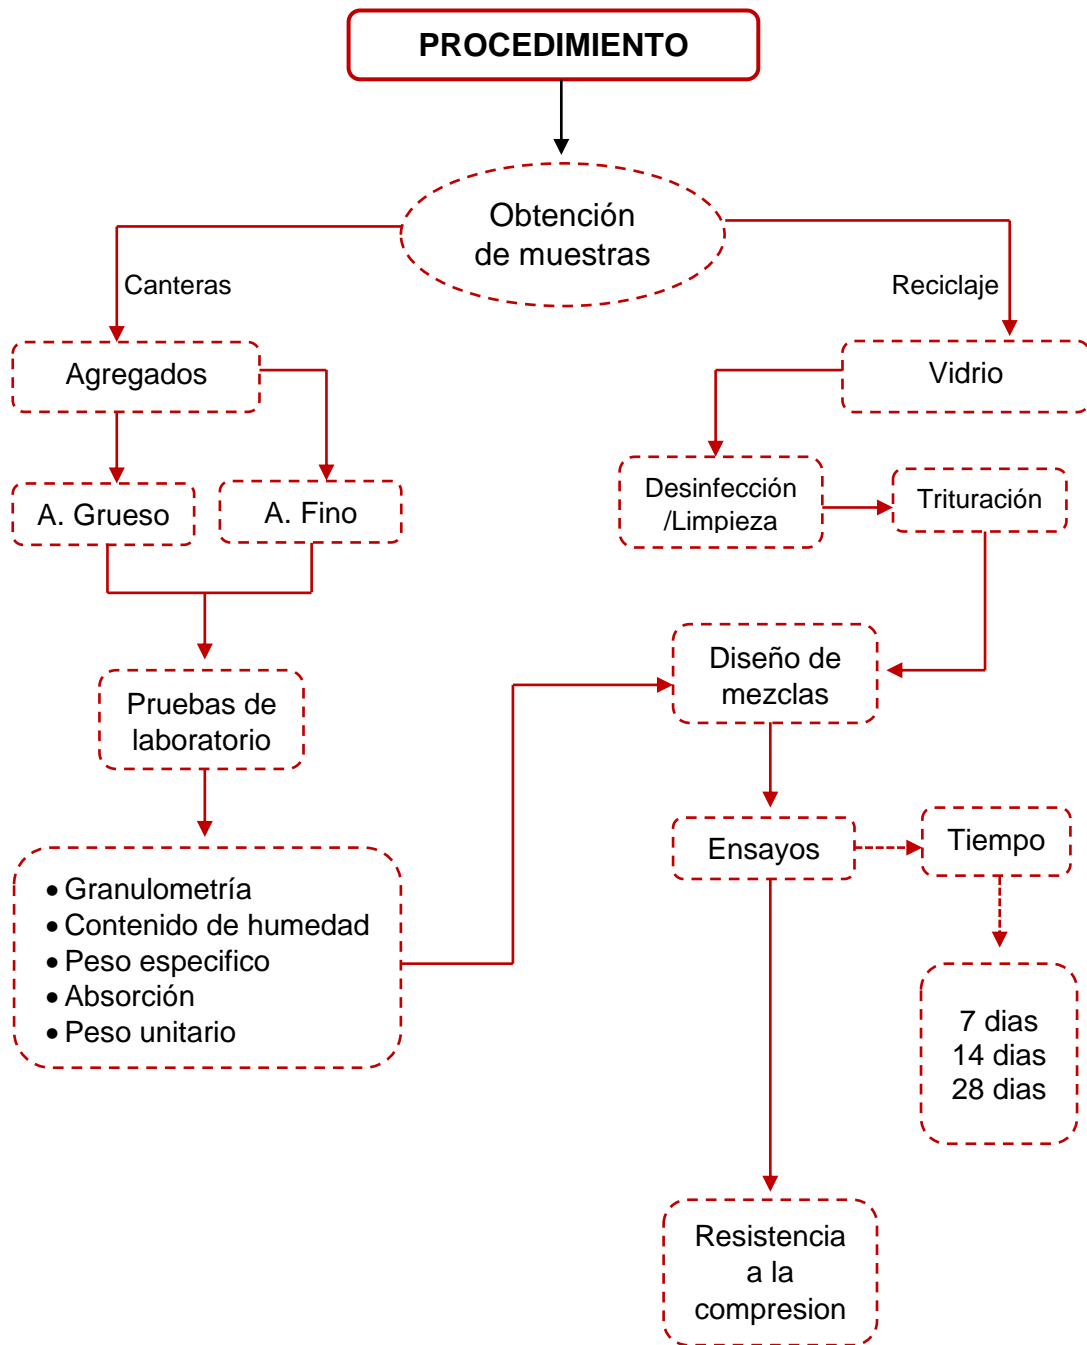 PROCEDIMIENTO
Obtención
de muestras
Canteras
Reciclaje
Agregados
Vidrio
A. Grueso
A. Fino
Desinfección
/Limpieza
Trituración
Pruebas de
laboratorio
Diseño de
mezclas
• Granulometría
• Contenido de humedad
• Peso especifico
• Absorción
• Peso unitario
Ensayos
Tiempo
7 dias
14 dias
28 dias
Resistencia
a la
compresion